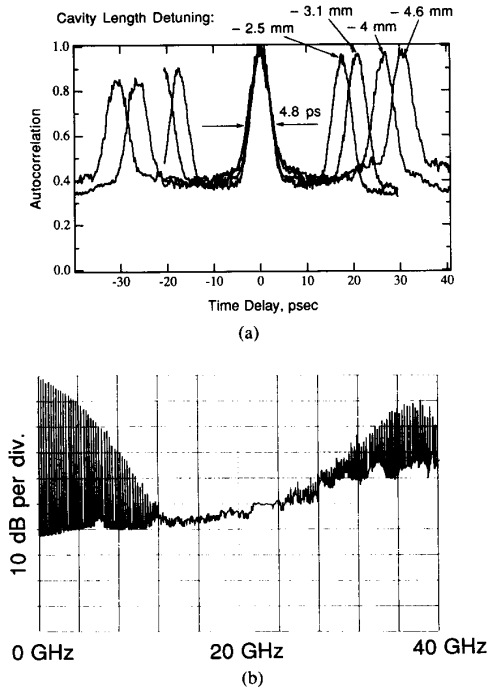 Cavity Length Detuning:
- 2.5 mm
- 3.1 mm
- 4 mm
- 4.6 mm
1.0
0.8
0.6
0.4
0.2
0.0
Autocorrelation
4.8 ps
-30
-20
-10
0
10
20
30
40
Time Delay, psec
(a)
10 dB per div.
0 GHz
20 GHz
40 GHz
(b)